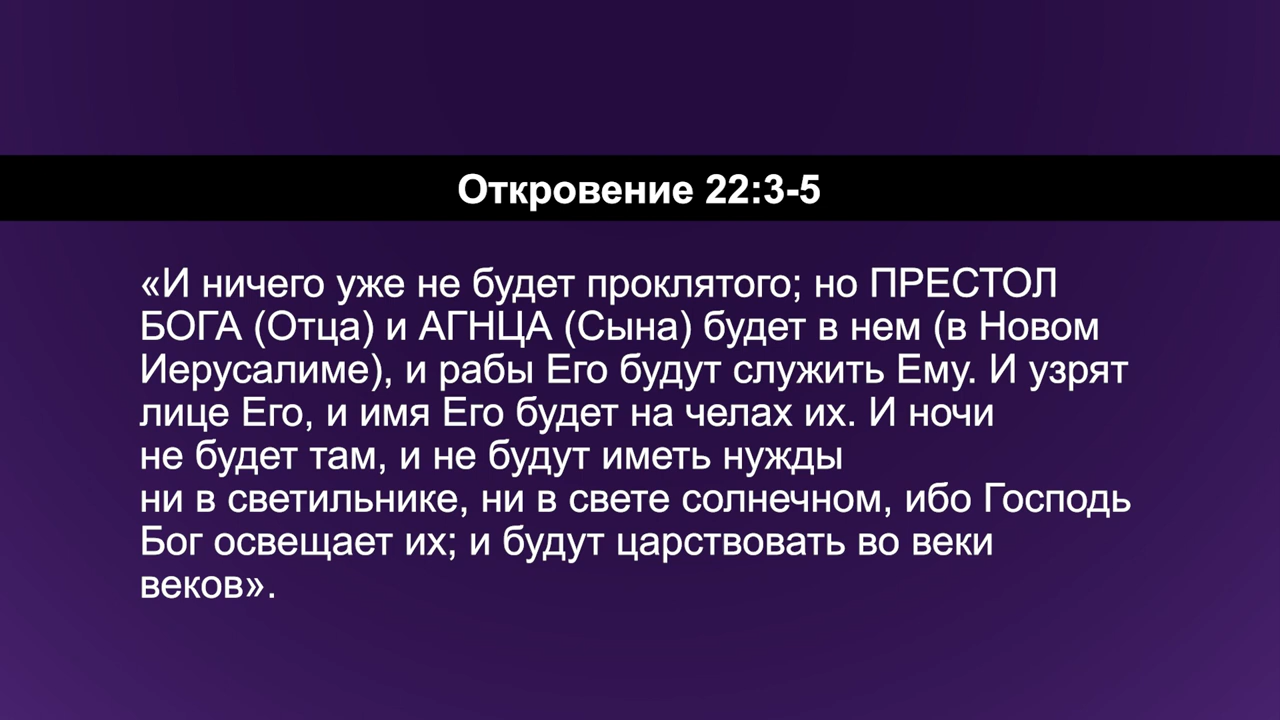 Откровение 22:3-5
«И ничего уже не будет проклятого; но ПРЕСТОЛ
БОГА (Отца) и АГНЦА (Сына) будет в нем (в Новом
Иерусалиме), и рабы Его будут служить Ему. И узрят
лице Его, и имя Его будет на челах их. И ночи
не будет там, и не будут иметь нужды
ни в светильнике, ни в свете солнечном, ибо Господь
Бог освещает их; и будут царствовать во веки
веков».